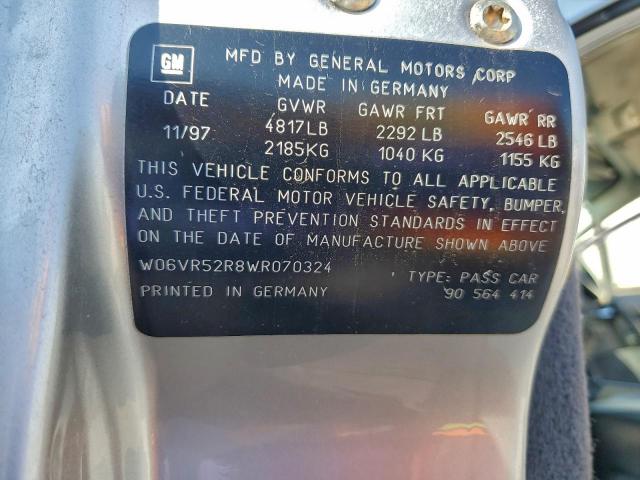 GM
MFD BY GENERAL MOTORS CORP
MADE IN GERMANY
DATE GVWR GAWR FRT GAWR RR
11/97 4817LB 2292 LB 2546 LB
2185KG 1040 KG 1155 KG
THIS VEHICLE CONFORMS TO ALL APPLICABLE
U.S. FEDERAL MOTOR VEHICLE SAFETY, BUMPER,
AND THEFT PREVENTION STANDARDS IN EFFECT
ON THE DATE OF MANUFACTURE SHOWN ABOVE
W06VR52R8WR070324 TYPE: PASS CAR
PRINTED IN GERMANY 90 564 414